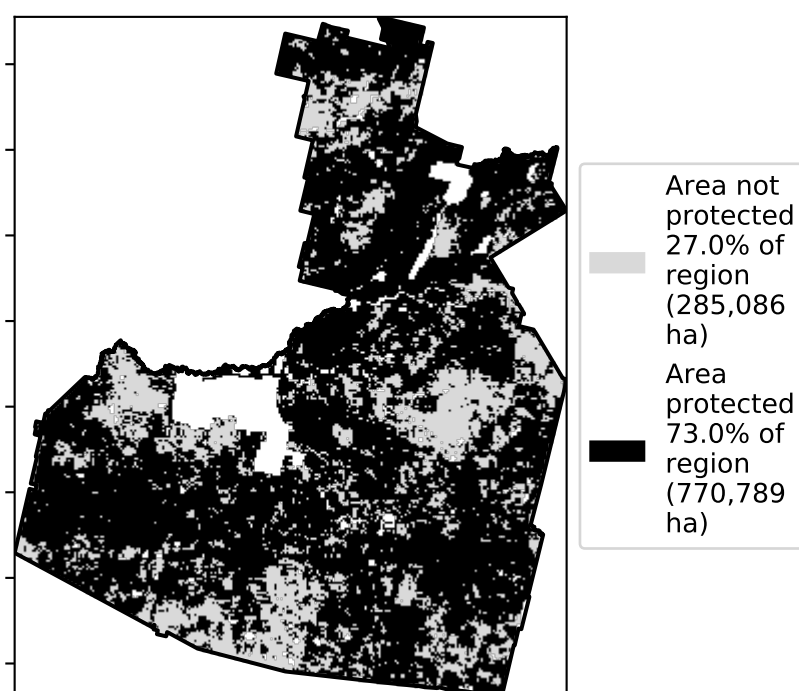 Area not
protected
27.0% of
region
(285,086
ha)
Area
protected
73.0% of
region
(770,789
ha)